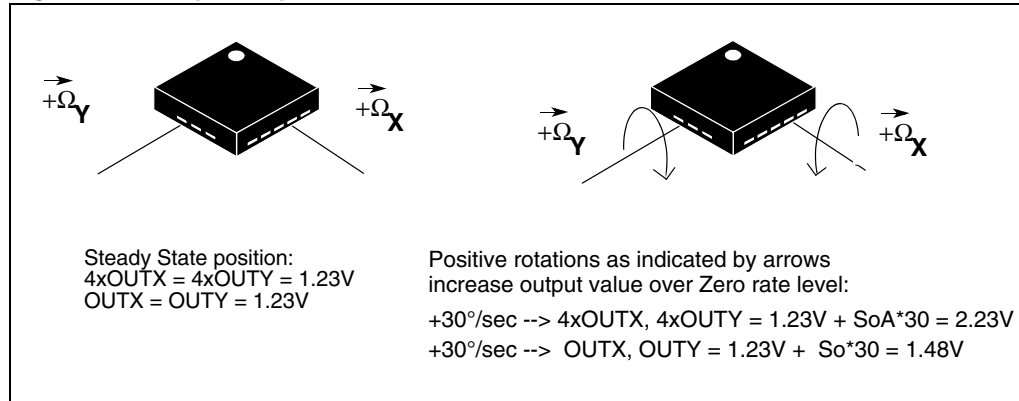 +Ω Y
+Ω X
+Ω Y
+Ω X
Steady State position:
4xOUTX = 4xOUTY = 1.23V
OUTX = OUTY = 1.23V
Positive rotations as indicated by arrows
increase output value over Zero rate level:
+30°/sec --> 4xOUTX, 4xOUTY = 1.23V + SoA*30 = 2.23V
+30°/sec --> OUTX, OUTY = 1.23V + So*30 = 1.48V